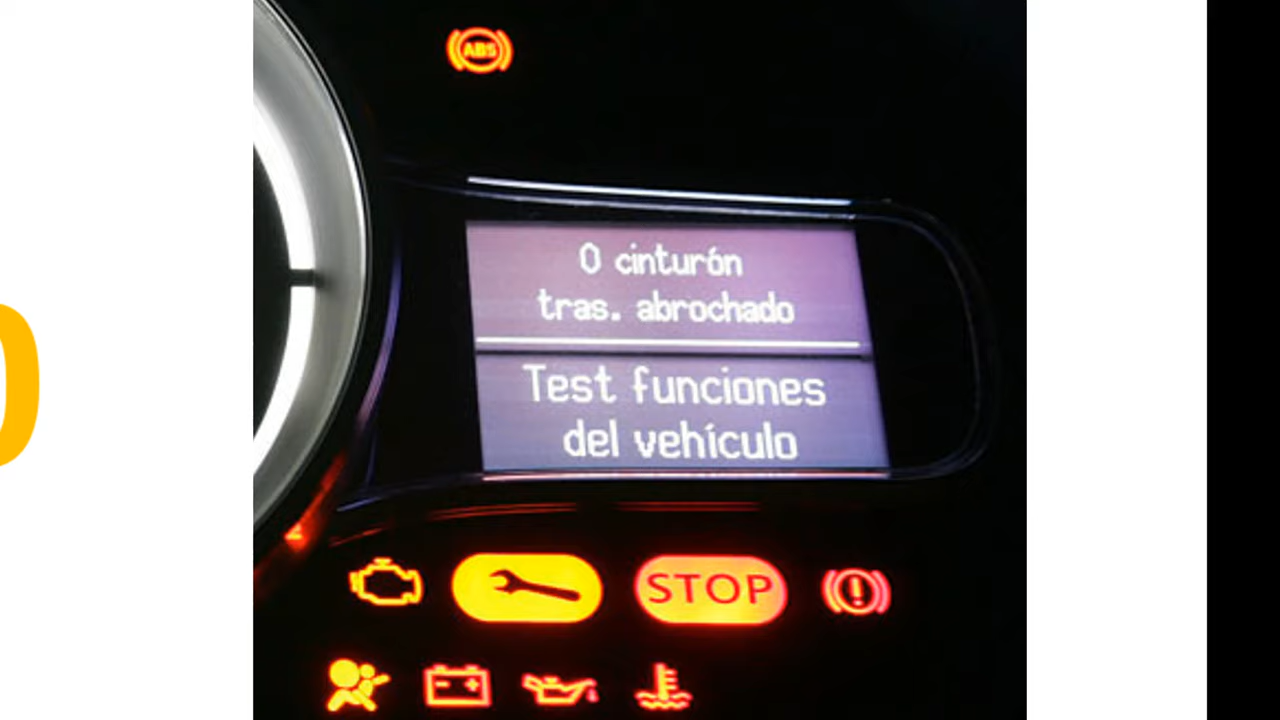 ABS
0 cinturón
tras. abrochado
Test funciones
del vehículo
STOP